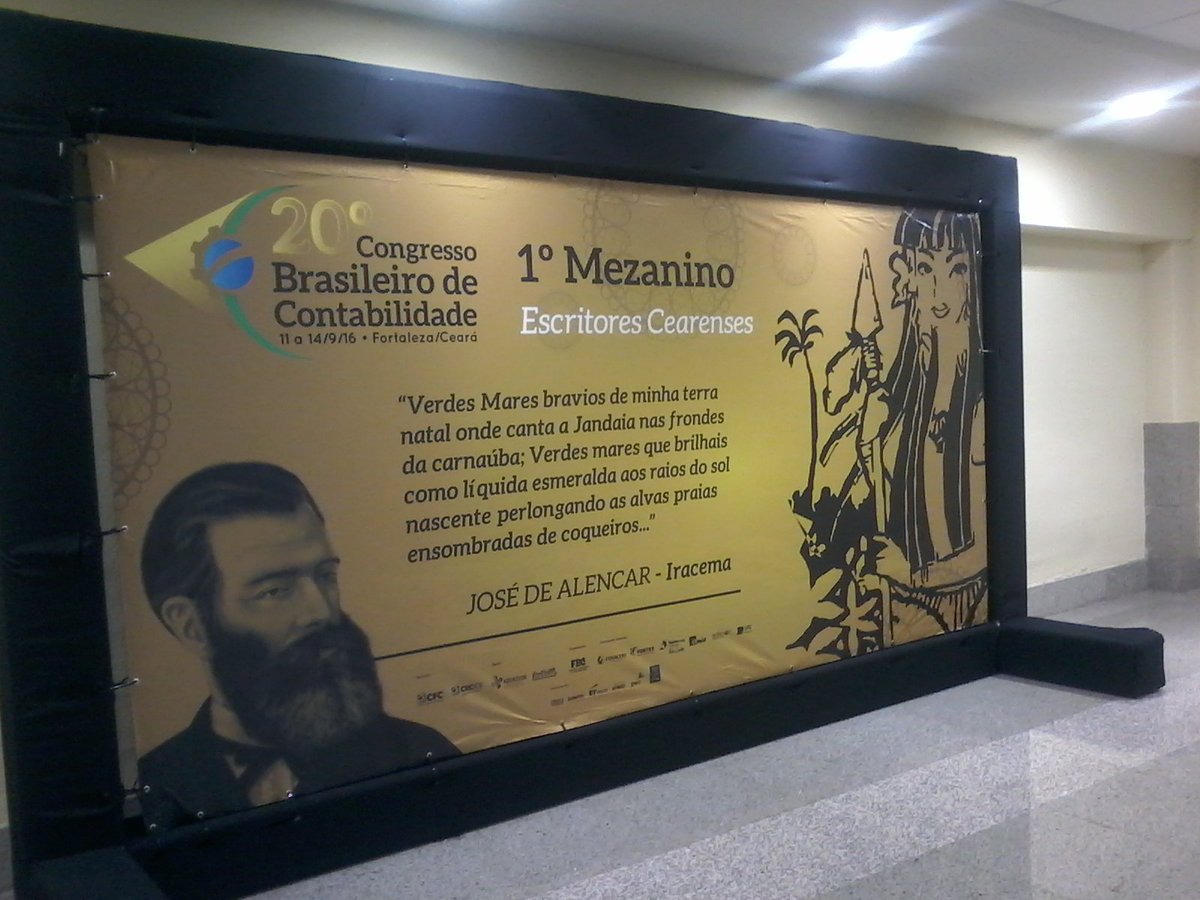 20º
Congresso
Brasileiro de
Contabilidade
11 a 14/9/16 • Fortaleza/Ceará
1º Mezanino
Escritores Cearenses
“Verdes Mares bravios de minha terra
natal onde canta a Jandaia nas frondes
da carnaúba; Verdes mares que brilhais
como líquida esmeralda aos raios do sol
nascente perlongando as alvas praias
ensombradas de coqueiros...”
JOSÉ DE ALENCAR - Iracema
CFC
FBC